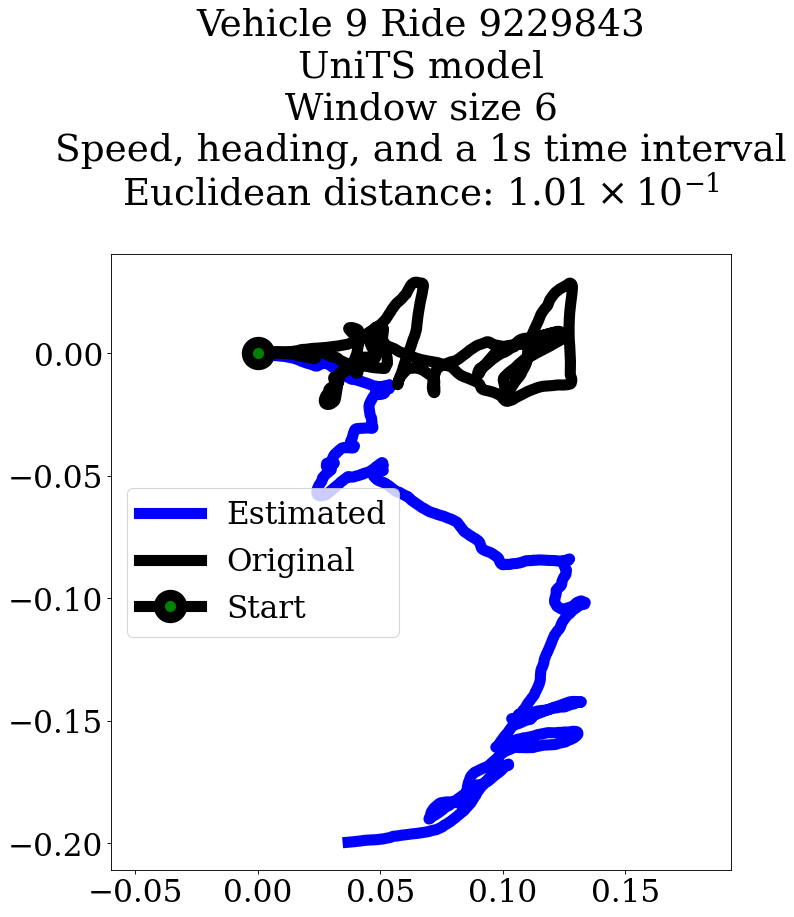 Vehicle 9 Ride 9229843
UniTS model
Window size 6
Speed, heading, and a 1s time interval
Euclidean distance: 1.01 × 10⁻¹
0.00
−0.05
−0.10
−0.15
−0.20
Estimated
Original
Start
−0.05 0.00 0.05 0.10 0.15